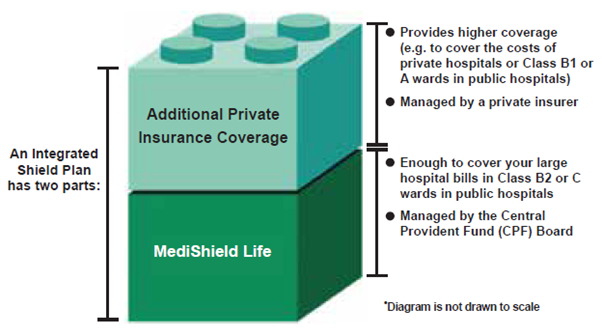 An Integrated
Shield Plan
has two parts:
Additional Private
Insurance Coverage
MediShield Life
● Provides higher coverage
(e.g. to cover the costs of
private hospitals or Class B1 or
A wards in public hospitals)
● Managed by a private insurer
● Enough to cover your large
hospital bills in Class B2 or C
wards in public hospitals
● Managed by the Central
Provident Fund (CPF) Board
*Diagram is not drawn to scale